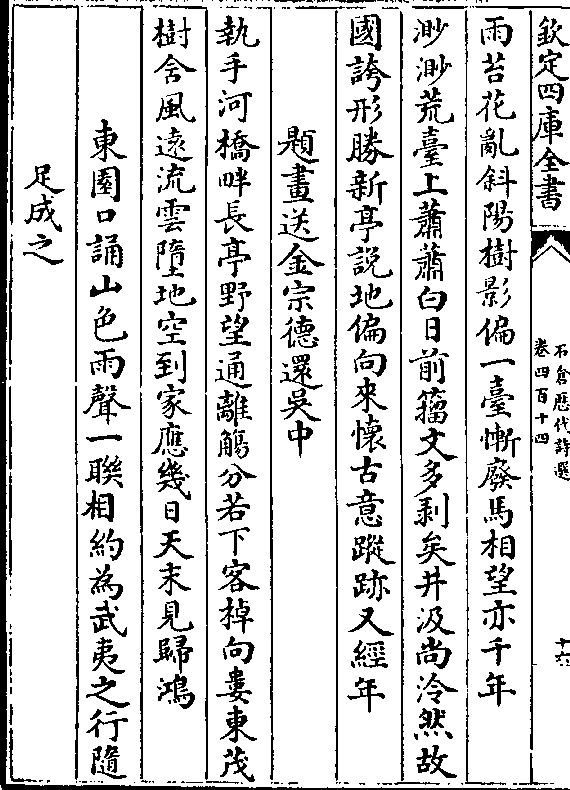 欽定四庫全書
石倉歷代詩選
卷四百十四
十六
雨苔花亂斜陽樹影偏一臺慚廢馬相望亦千年
渺渺荒臺上蕭蕭白日前籀文多剥矣井汲尚泠然故
國誇形勝新亭説地偏向來懷古意蹤跡又經年
題畫送金宗德還吳中
執手河橋畔長亭野望通離觴分若下客棹向婁東茂
樹含風遠流雲墮地空到家應幾日天末見歸鴻
東園口誦山色雨聲一聯相約為武夷之行隨
足成之